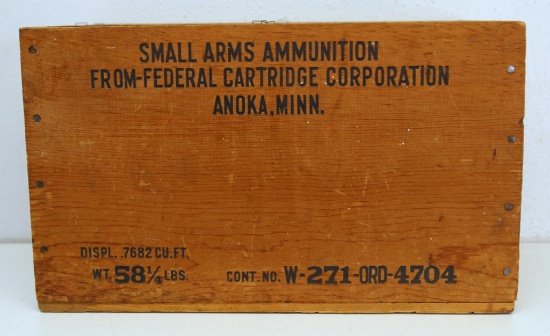 SMALL ARMS AMMUNITION
FROM-FEDERAL CARTRIDGE CORPORATION
ANOKA, MINN.
DISPL. .7682 CU. FT.
WT. 58¼ LBS.
CONT. NO. W-271-ORD-4704